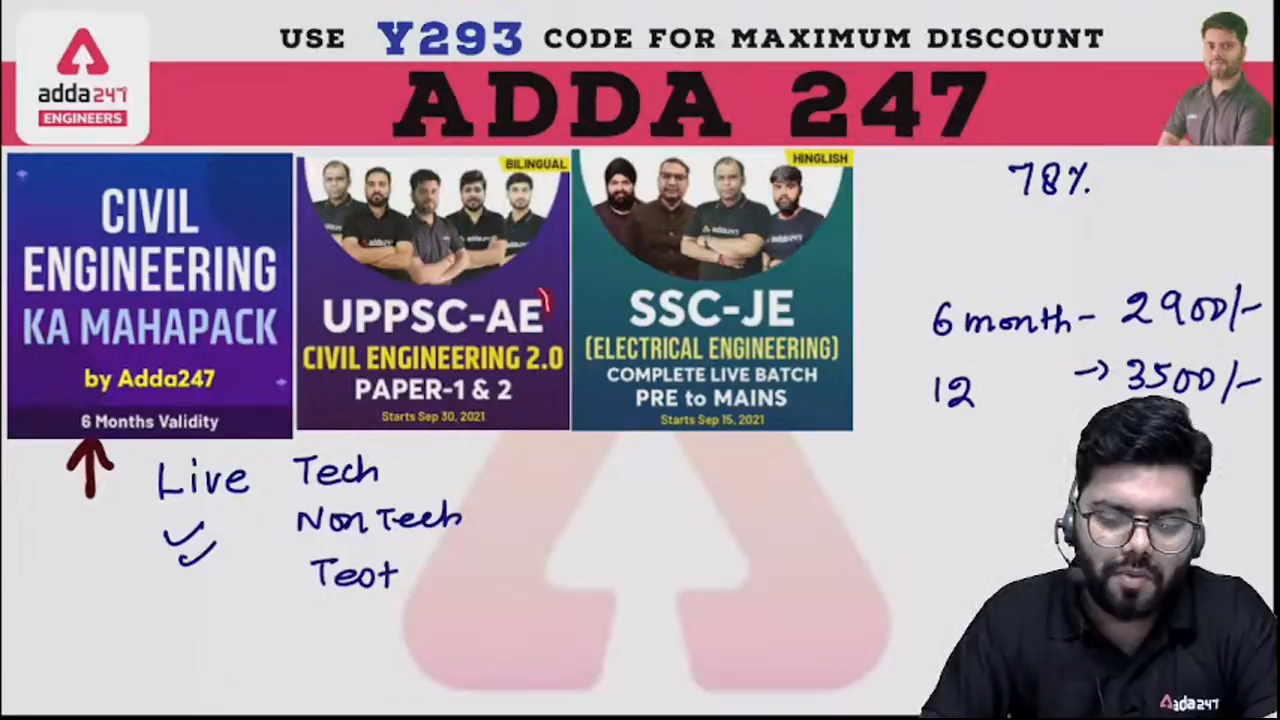 USE Y293 CODE FOR MAXIMUM DISCOUNT
adda247
ENGINEERS
ADDA 247
CIVIL
ENGINEERING
KA MAHAPACK
by Adda247
6 Months Validity
BILINGUAL
UPPSC-AE
CIVIL ENGINEERING 2.0
PAPER-1 & 2
Starts Sep 30, 2021
HINGLISH
SSC-JE
(ELECTRICAL ENGINEERING)
COMPLETE LIVE BATCH
PRE to MAINS
Starts Sep 15, 2021
78%
6 month - 2900/-
12 → 3500/-
Live
Tech
Non Tech
Test
adda247